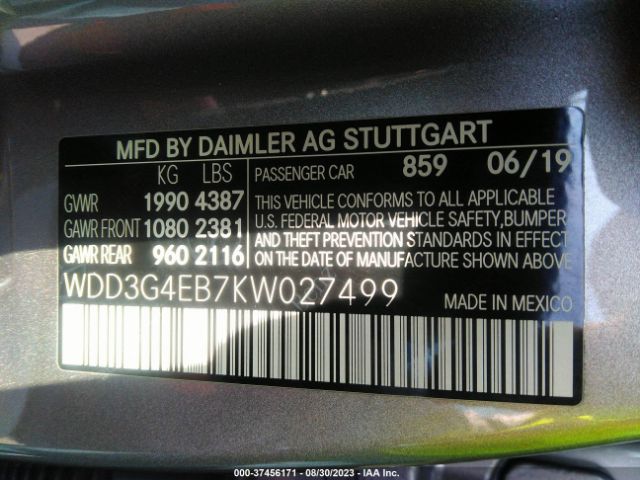 MFD BY DAIMLER AG STUTTGART
KG LBS
GVWR 1990 4387
GAWR FRONT 1080 2381
GAWR REAR 960 2116
PASSENGER CAR 859 06/19
THIS VEHICLE CONFORMS TO ALL APPLICABLE
U.S. FEDERAL MOTOR VEHICLE SAFETY, BUMPER
AND THEFT PREVENTION STANDARDS IN EFFECT
ON THE DATE OF MANUFACTURE SHOWN ABOVE
WDD3G4EB7KW027499
MADE IN MEXICO
000-37456171 - 08/30/2023 - IAA Inc.